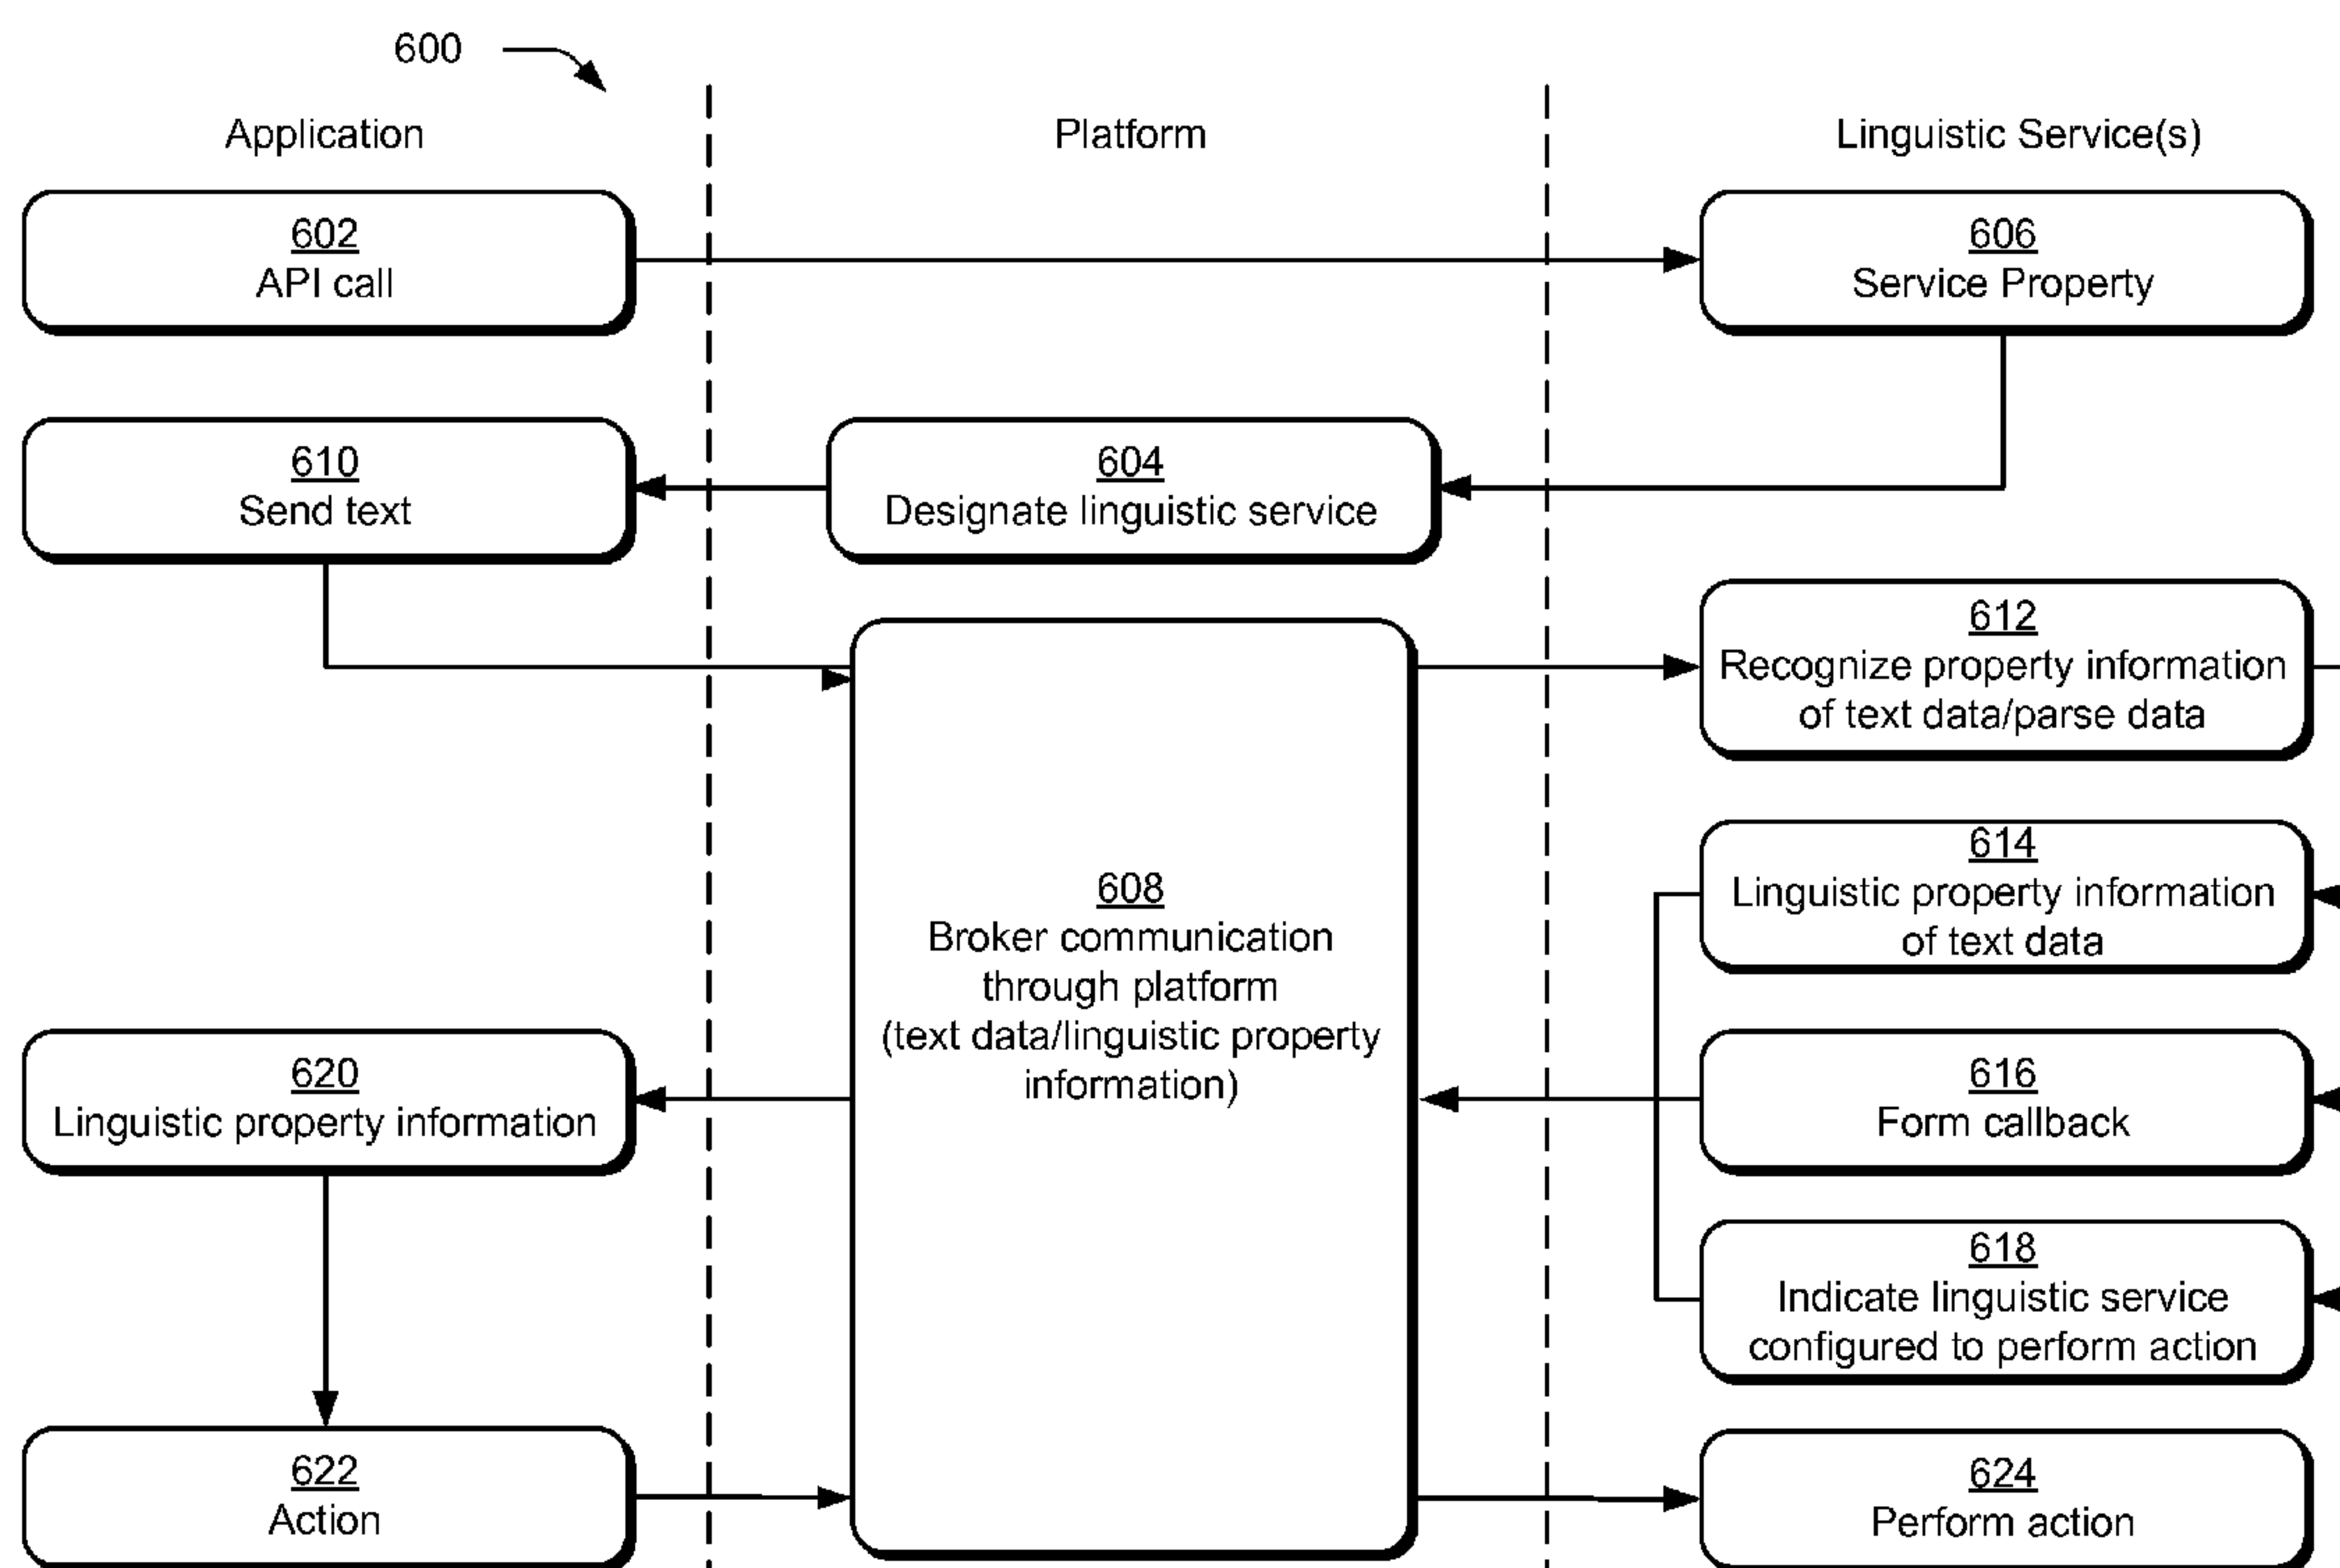 600
Application
Platform
Linguistic Service(s)
602
API call
606
Service Property
610
Send text
604
Designate linguistic service
612
Recognize property information
of text data/parse data
614
Linguistic property information
of text data
608
Broker communication
through platform
(text data/linguistic property
information)
620
Linguistic property information
616
Form callback
618
Indicate linguistic service
configured to perform action
622
Action
624
Perform action